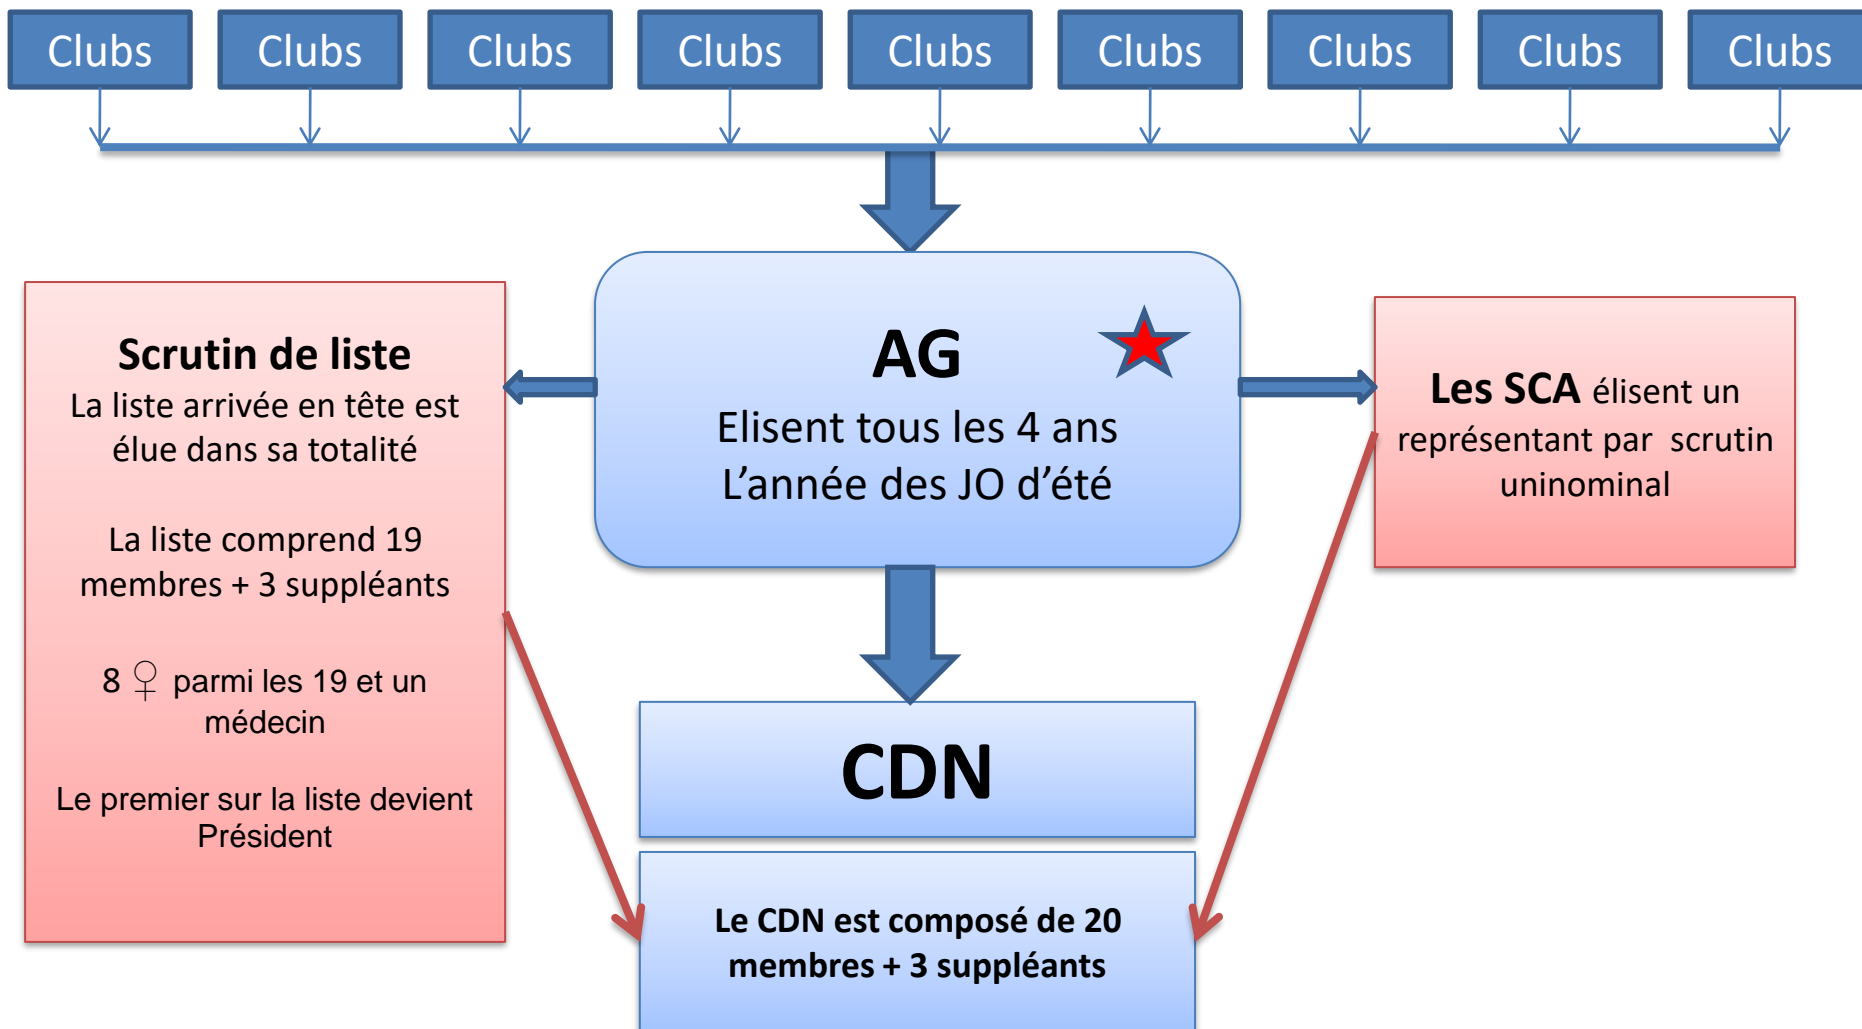 Clubs
Clubs
Clubs
Clubs
Clubs
Clubs
Clubs
Clubs
Clubs
AG
Elisent tous les 4 ans
L’année des JO d’été
Scrutin de liste
La liste arrivée en tête est
élue dans sa totalité
La liste comprend 19
membres + 3 suppléants
8 ♀ parmi les 19 et un
médecin
Le premier sur la liste devient
Président
Les SCA élisent un
représentant par scrutin
uninominal
CDN
Le CDN est composé de 20
membres + 3 suppléants